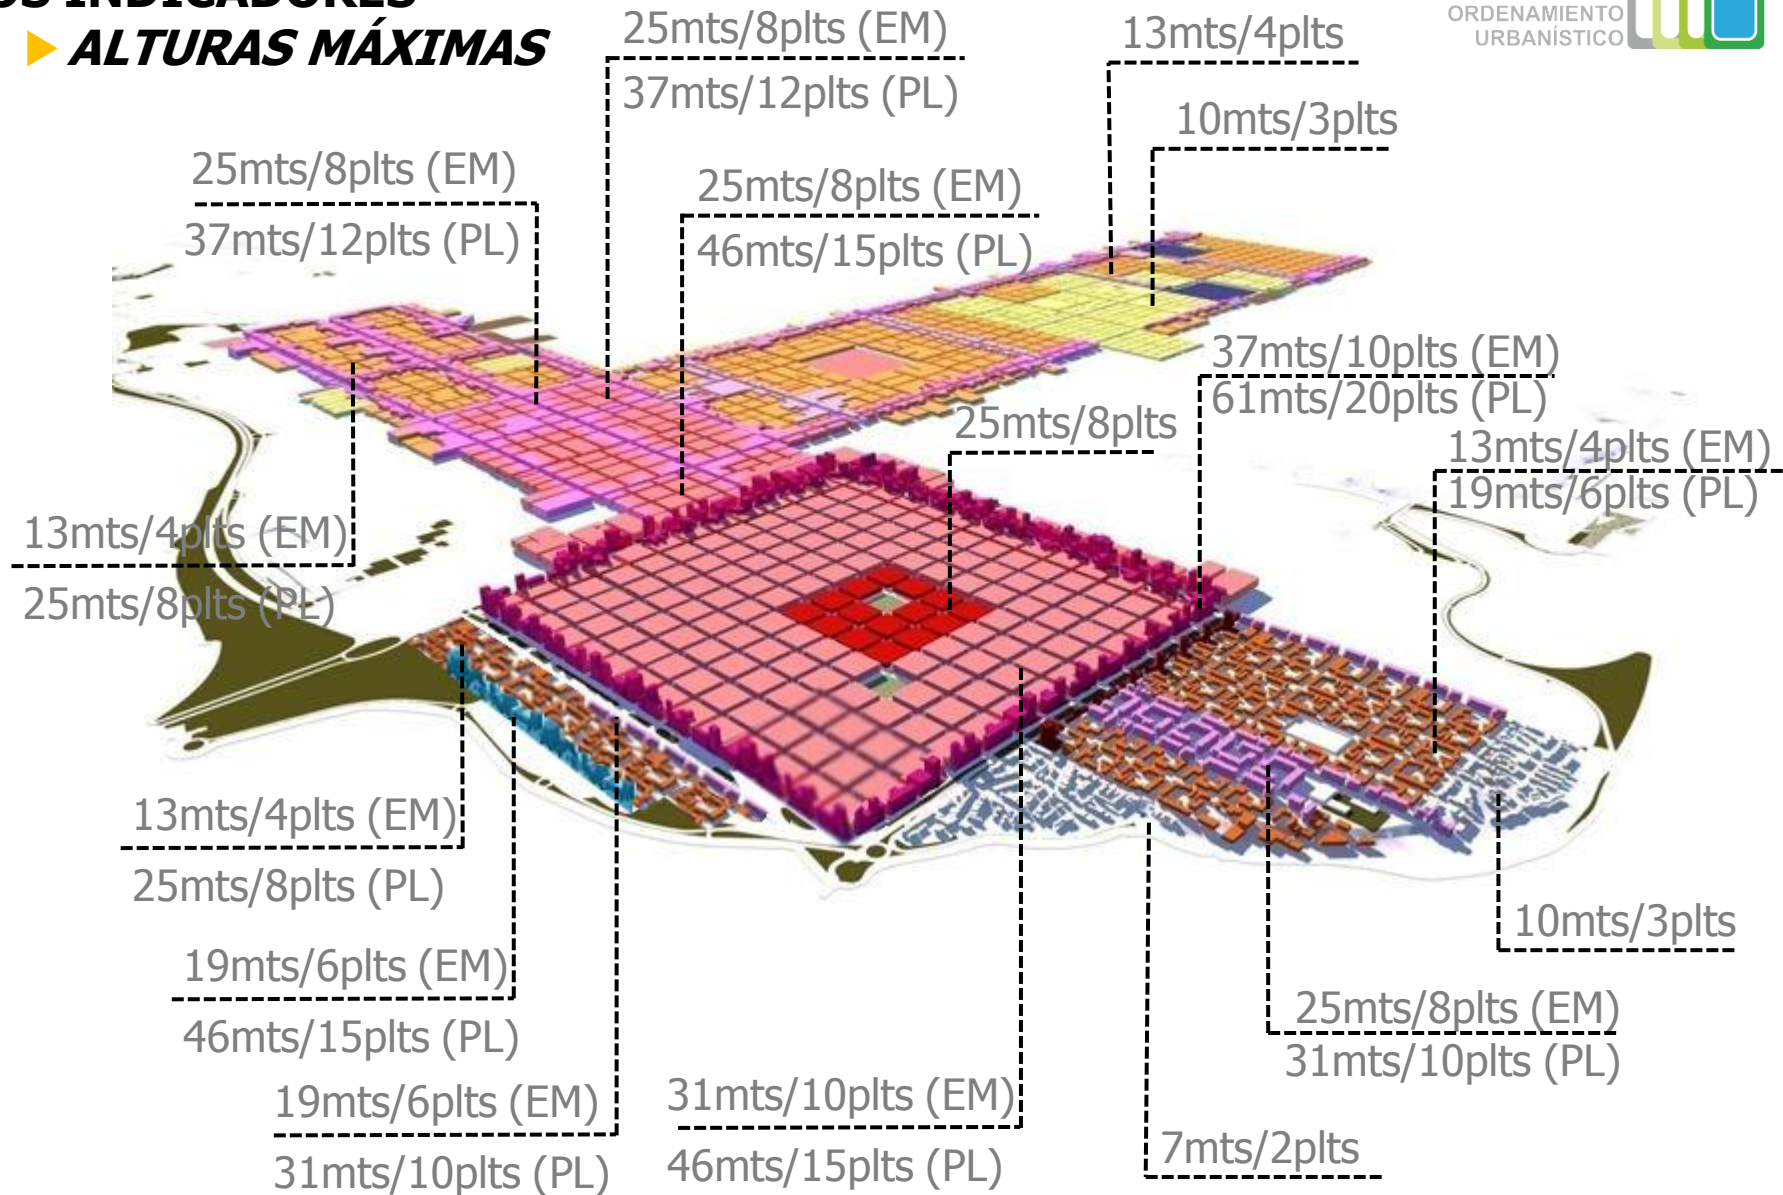 OS INDICADORES
ALTURAS MÁXIMAS
ORDENAMIENTO
URBANÍSTICO
25mts/8plts (EM)
37mts/12plts (PL)
13mts/4plts
10mts/3plts
25mts/8plts (EM)
37mts/12plts (PL)
25mts/8plts (EM)
46mts/15plts (PL)
37mts/10plts (EM)
61mts/20plts (PL)
25mts/8plts
13mts/4plts (EM)
19mts/6plts (PL)
13mts/4plts (EM)
25mts/8plts (PL)
13mts/4plts (EM)
25mts/8plts (PL)
10mts/3plts
19mts/6plts (EM)
46mts/15plts (PL)
25mts/8plts (EM)
31mts/10plts (PL)
19mts/6plts (EM)
31mts/10plts (PL)
31mts/10plts (EM)
46mts/15plts (PL)
7mts/2plts